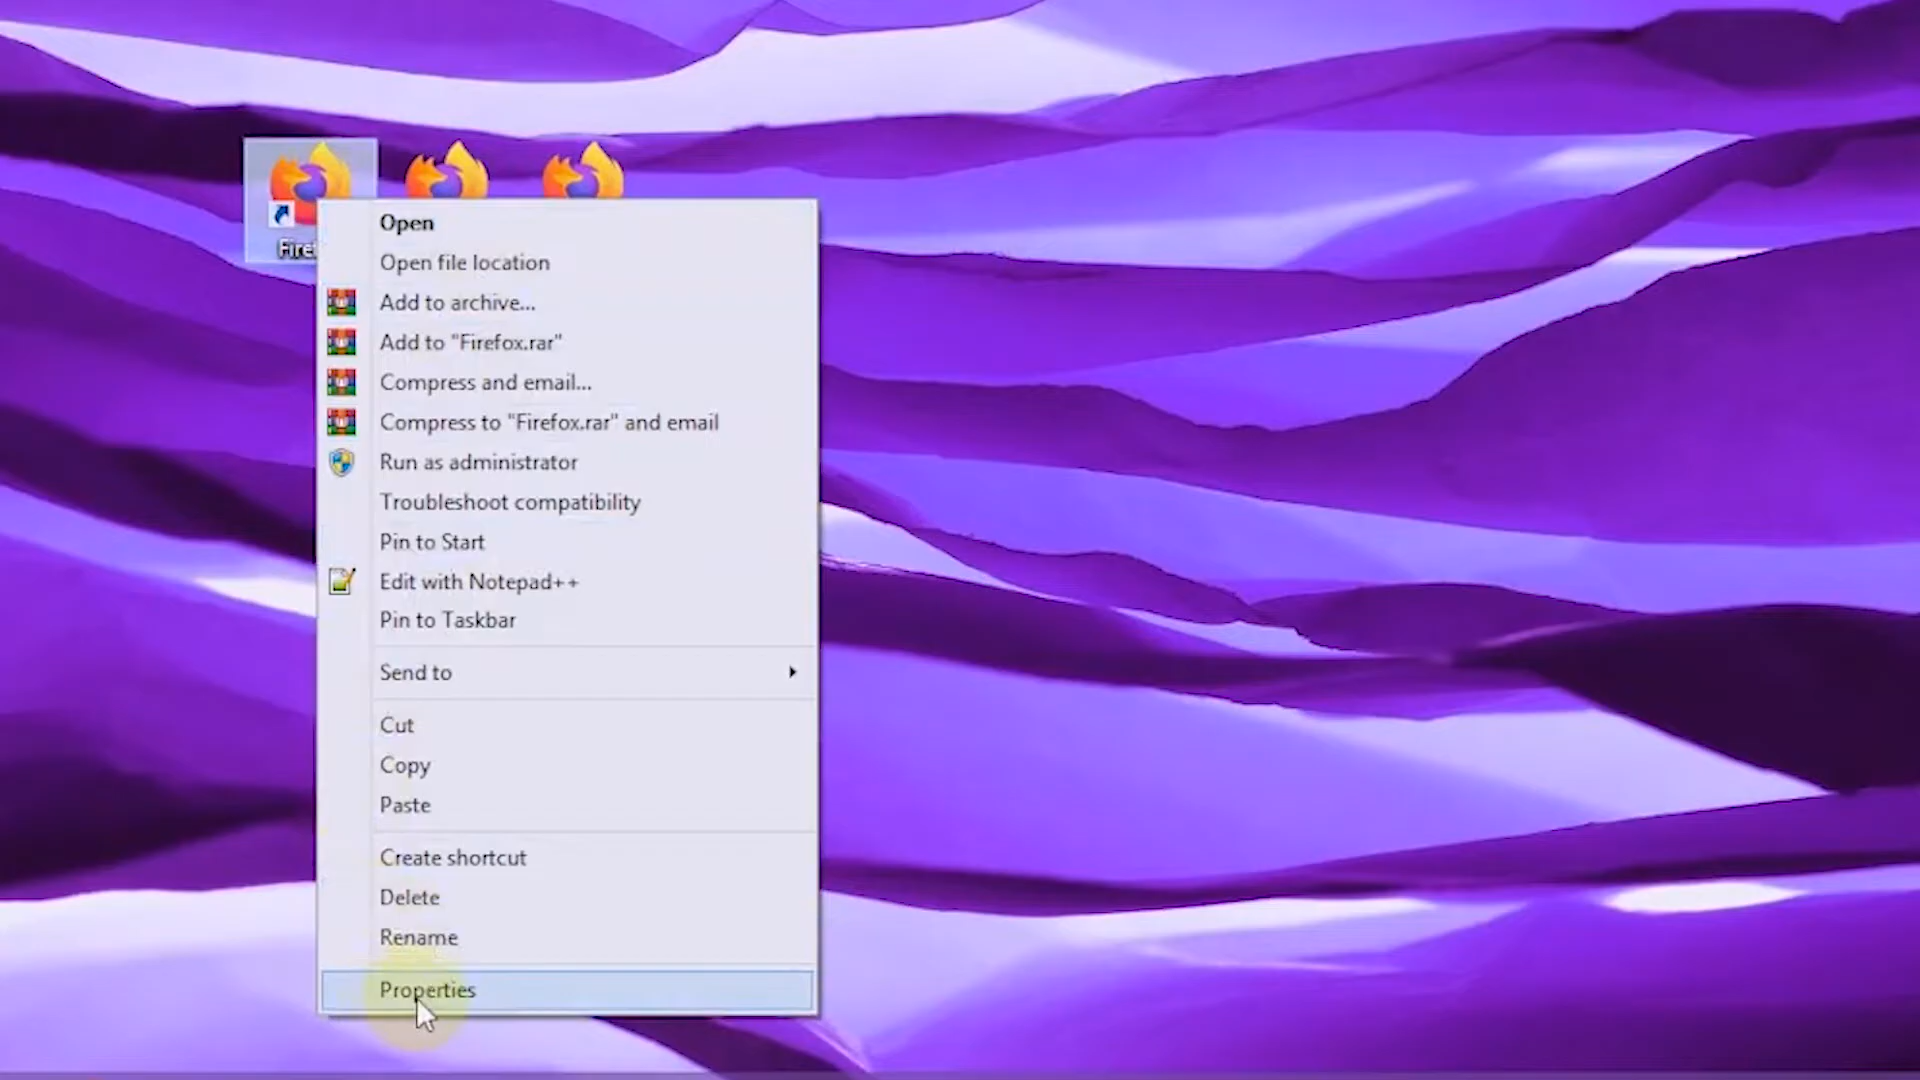 Open
Open file location
Add to archive...
Add to "Firefox.rar"
Compress and email...
Compress to "Firefox.rar" and email
Run as administrator
Troubleshoot compatibility
Pin to Start
Edit with Notepad++
Pin to Taskbar
Send to
Cut
Copy
Paste
Create shortcut
Delete
Rename
Properties